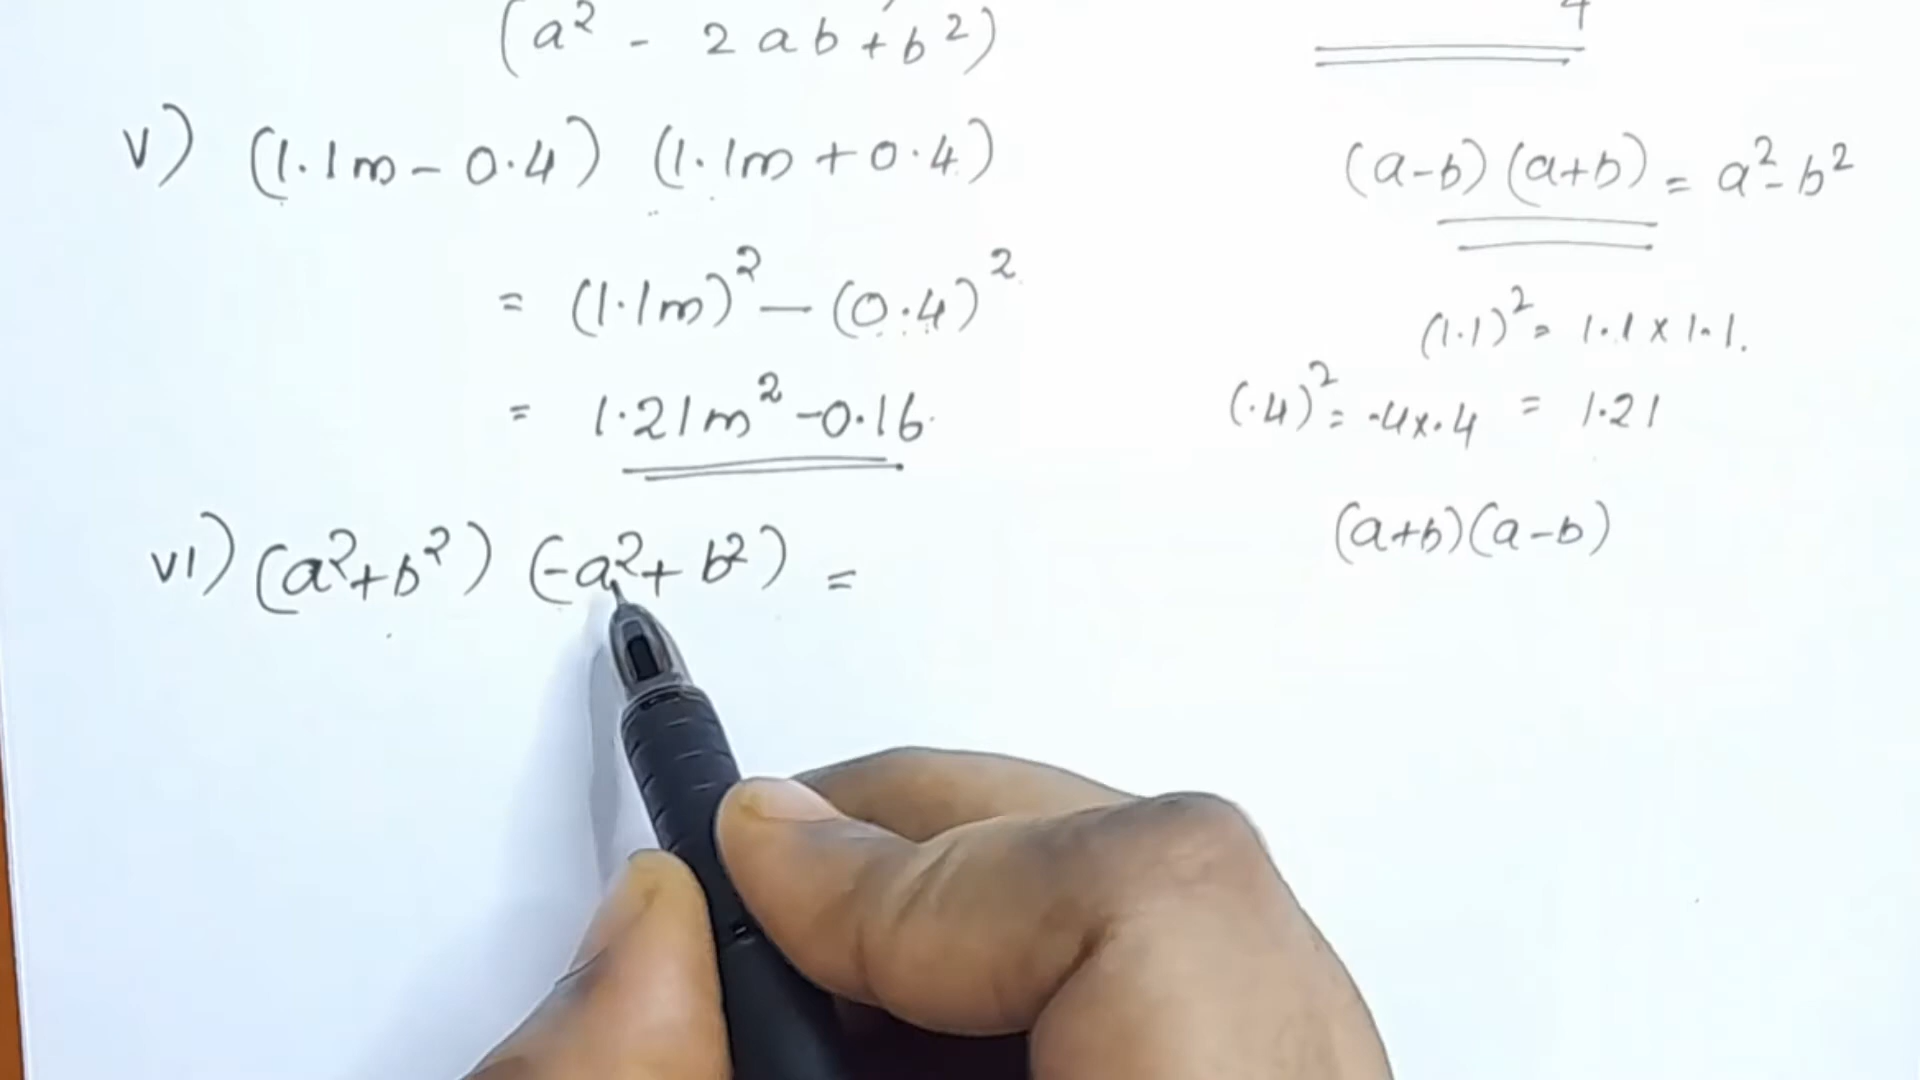 (a² - 2ab + b²)
4
v) (1.1m - 0.4) (1.1m + 0.4)
(a-b)(a+b) = a² - b²
= (1.1m)² - (0.4)²
(1.1)² = 1.1 x 1.1.
= 1.21m² - 0.16
(.4)² = .4x.4
= 1.21
vi) (a² + b²) (-a² + b²) =
(a+b)(a-b)